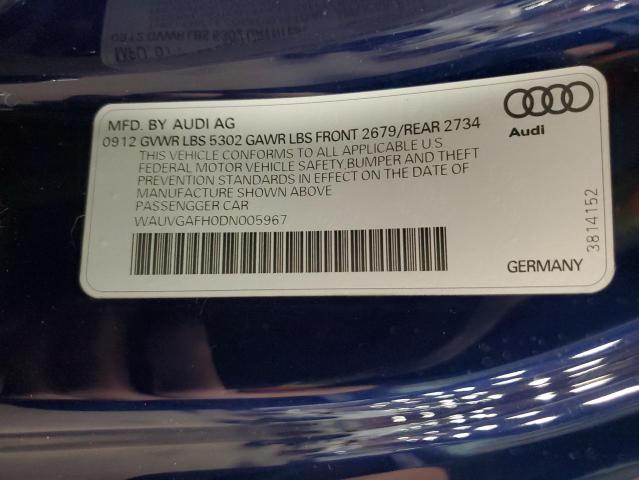 MFD. BY AUDI AG
0912 GVWR LBS 5302 GAWR LBS FRONT 2679/REAR 2734
THIS VEHICLE CONFORMS TO ALL APPLICABLE U S
FEDERAL MOTOR VEHICLE SAFETY,BUMPER AND THEFT
PREVENTION STANDARDS IN EFFECT ON THE DATE OF
MANUFACTURE SHOWN ABOVE
PASSENGGER CAR
WAUVGAFH0DN005967
Audi
3814152
GERMANY